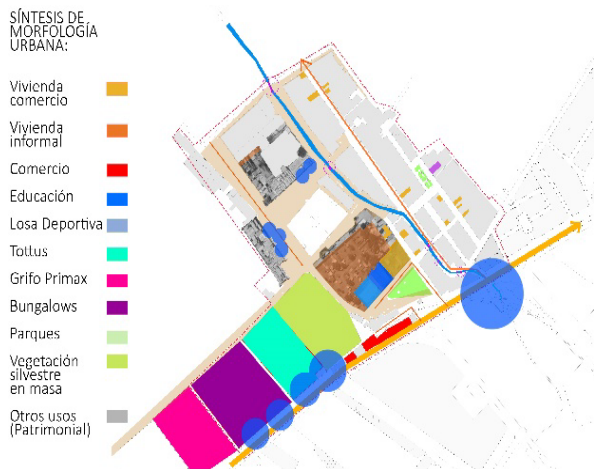 SÍNTESIS DE
MORFOLOGÍA
URBANA:
Vivienda
comercio
Vivienda
informal
Comercio
Educación
Losa Deportiva
Tottus
Grifo Primax
Bungalows
Parques
Vegetación
silvestre
en masa
Otros usos
(Patrimonial)